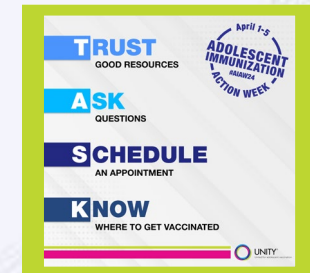 TRUST
GOOD RESOURCES
April 1-5
ADOLESCENT
IMMUNIZATION
#AIAW24
ACTION WEEK
ASK
QUESTIONS
SCHEDULE
AN APPOINTMENT
KNOW
WHERE TO GET VACCINATED
UNITY